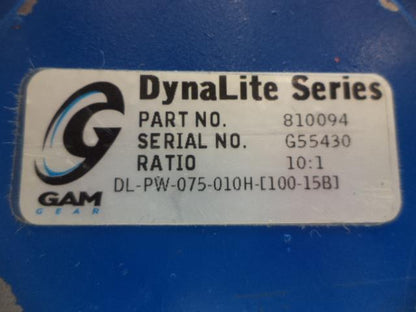 DynaLite Series
PART NO. 810094
SERIAL NO. G55430
RATIO 10:1
DL-PW-075-010H-[100-15B]
GAM
GEAR